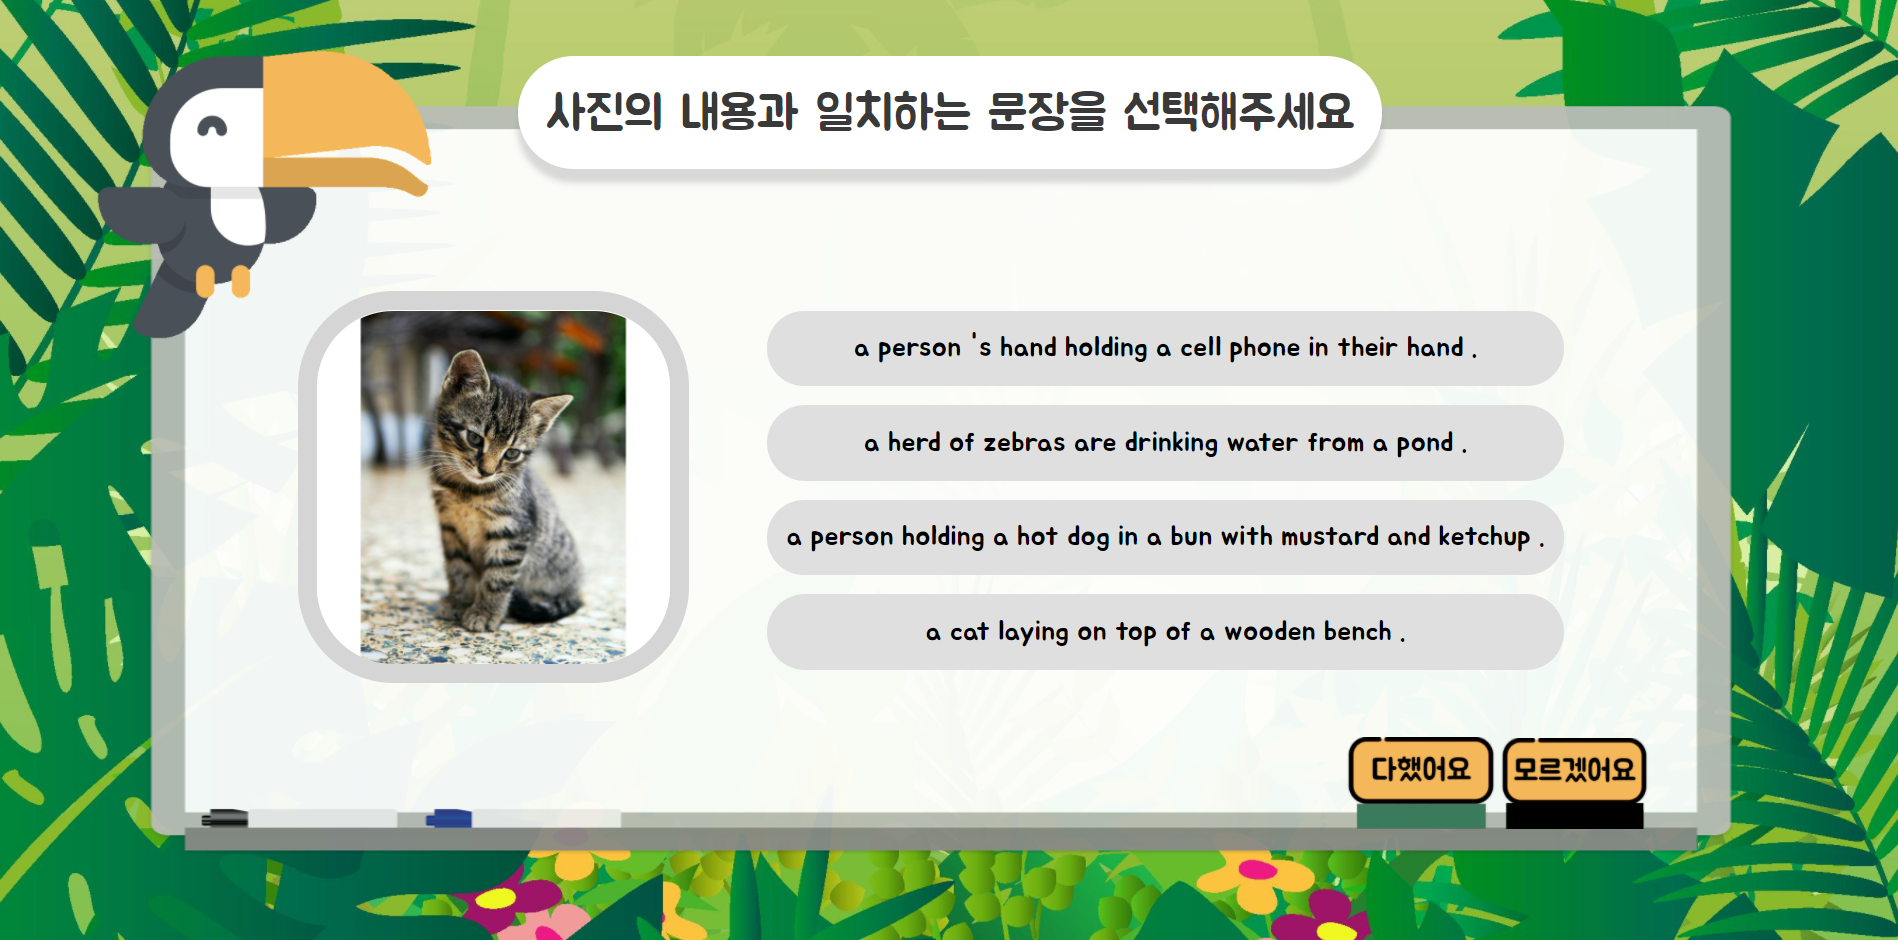 사진의 내용과 일치하는 문장을 선택해주세요
a person 's hand holding a cell phone in their hand .
a herd of zebras are drinking water from a pond .
a person holding a hot dog in a bun with mustard and ketchup .
a cat laying on top of a wooden bench .
다했어요
모르겠어요